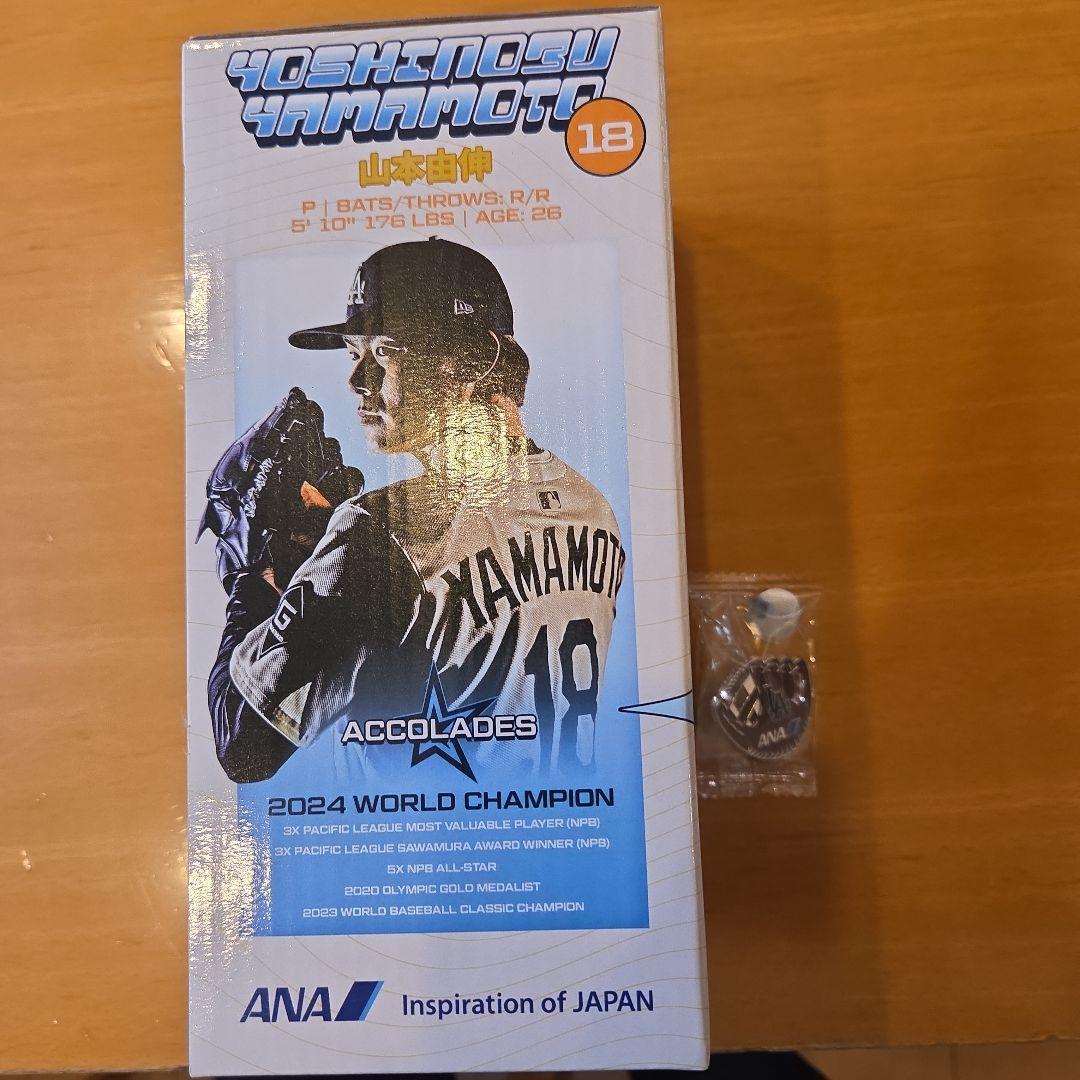 YOSHINOBU
YAMAMOTO
18
山本由伸
P | BATS/THROWS: R/R
5' 10" 176 LBS | AGE: 26
LA
YAMAMOTO
18
ACCOLADES
2024 WORLD CHAMPION
3X PACIFIC LEAGUE MOST VALUABLE PLAYER (NPB)
3X PACIFIC LEAGUE SAWAMURA AWARD WINNER (NPB)
5X NPB ALL-STAR
2020 OLYMPIC GOLD MEDALIST
2023 WORLD BASEBALL CLASSIC CHAMPION
ANA Inspiration of JAPAN
LA
ANA